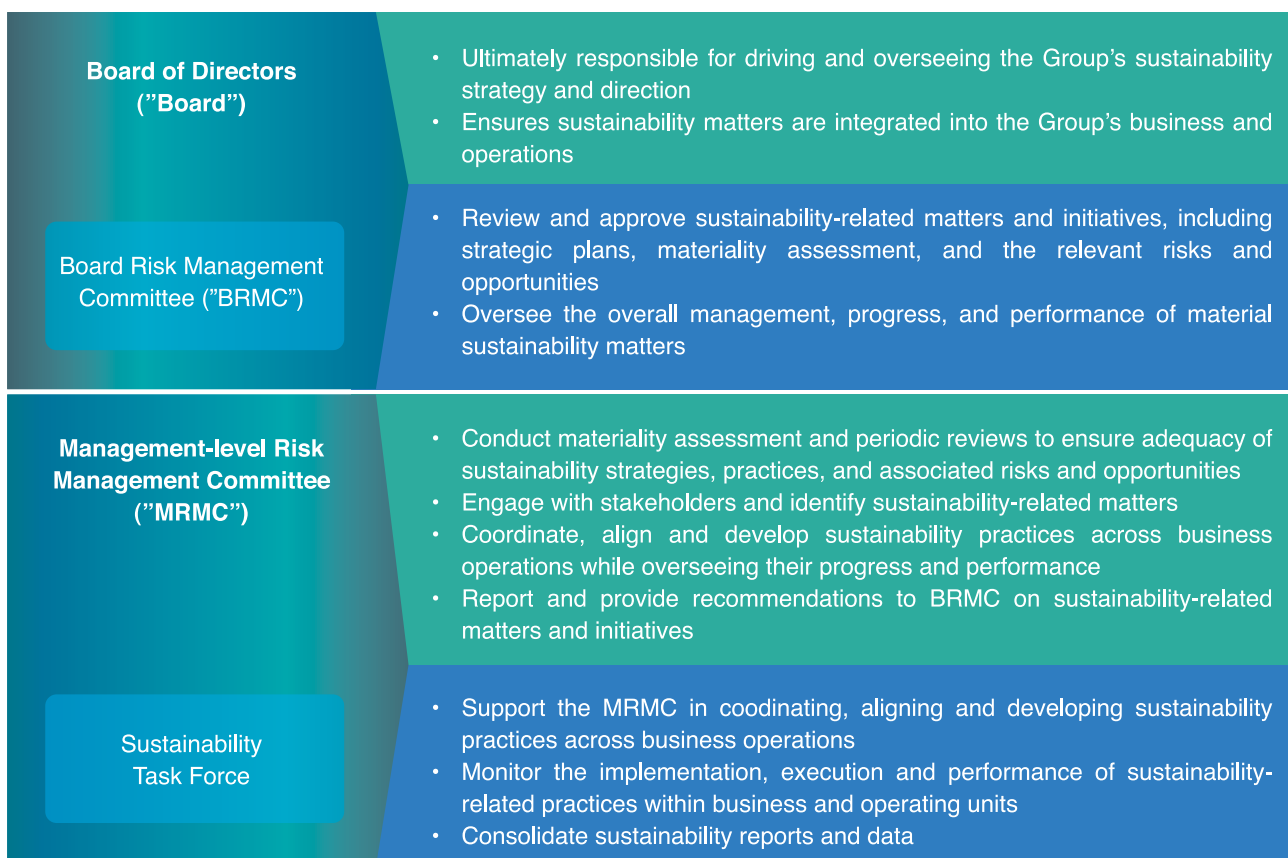 Board of Directors
(”Board”)
• Ultimately responsible for driving and overseeing the Group’s sustainability
strategy and direction
• Ensures sustainability matters are integrated into the Group’s business and
operations
Board Risk Management
Committee (”BRMC”)
• Review and approve sustainability-related matters and initiatives, including
strategic plans, materiality assessment, and the relevant risks and
opportunities
• Oversee the overall management, progress, and performance of material
sustainability matters
Management-level Risk
Management Committee
(”MRMC”)
• Conduct materiality assessment and periodic reviews to ensure adequacy of
sustainability strategies, practices, and associated risks and opportunities
• Engage with stakeholders and identify sustainability-related matters
• Coordinate, align and develop sustainability practices across business
operations while overseeing their progress and performance
• Report and provide recommendations to BRMC on sustainability-related
matters and initiatives
Sustainability
Task Force
• Support the MRMC in coodinating, aligning and developing sustainability
practices across business operations
• Monitor the implementation, execution and performance of sustainability-
related practices within business and operating units
• Consolidate sustainability reports and data